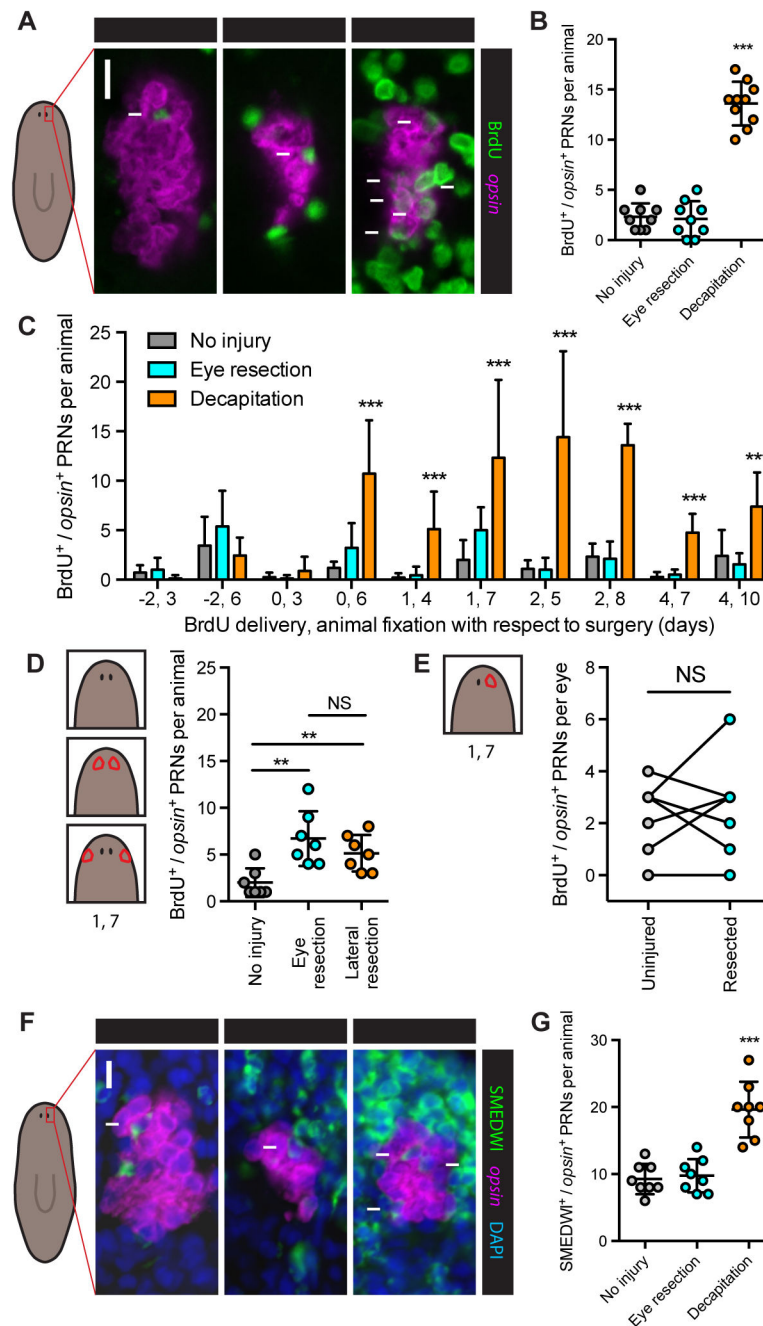 A
BrdU opsin
B
BrdU⁺ / opsin⁺ PRNs per animal
20
15
10
5
0
***
No injury
Eye resection
Decapitation
C
BrdU⁺ / opsin⁺ PRNs per animal
25
20
15
10
5
0
No injury
Eye resection
Decapitation
*** *** *** *** *** *** ***
-2, 3 -2, 6 0, 3 0, 6 1, 4 1, 7 2, 5 2, 8 4, 7 4, 10
BrdU delivery, animal fixation with respect to surgery (days)
D
1, 7
BrdU⁺ / opsin⁺ PRNs per animal
25
20
15
10
5
0
NS
**
**
No injury
Eye
resection
Lateral
resection
E
1, 7
BrdU⁺ / opsin⁺ PRNs per eye
8
6
4
2
0
NS
Uninjured
Resected
F
SMEDWI opsin DAPI
G
SMEDWI⁺ / opsin⁺ PRNs per animal
30
20
10
0
***
No injury
Eye resection
Decapitation